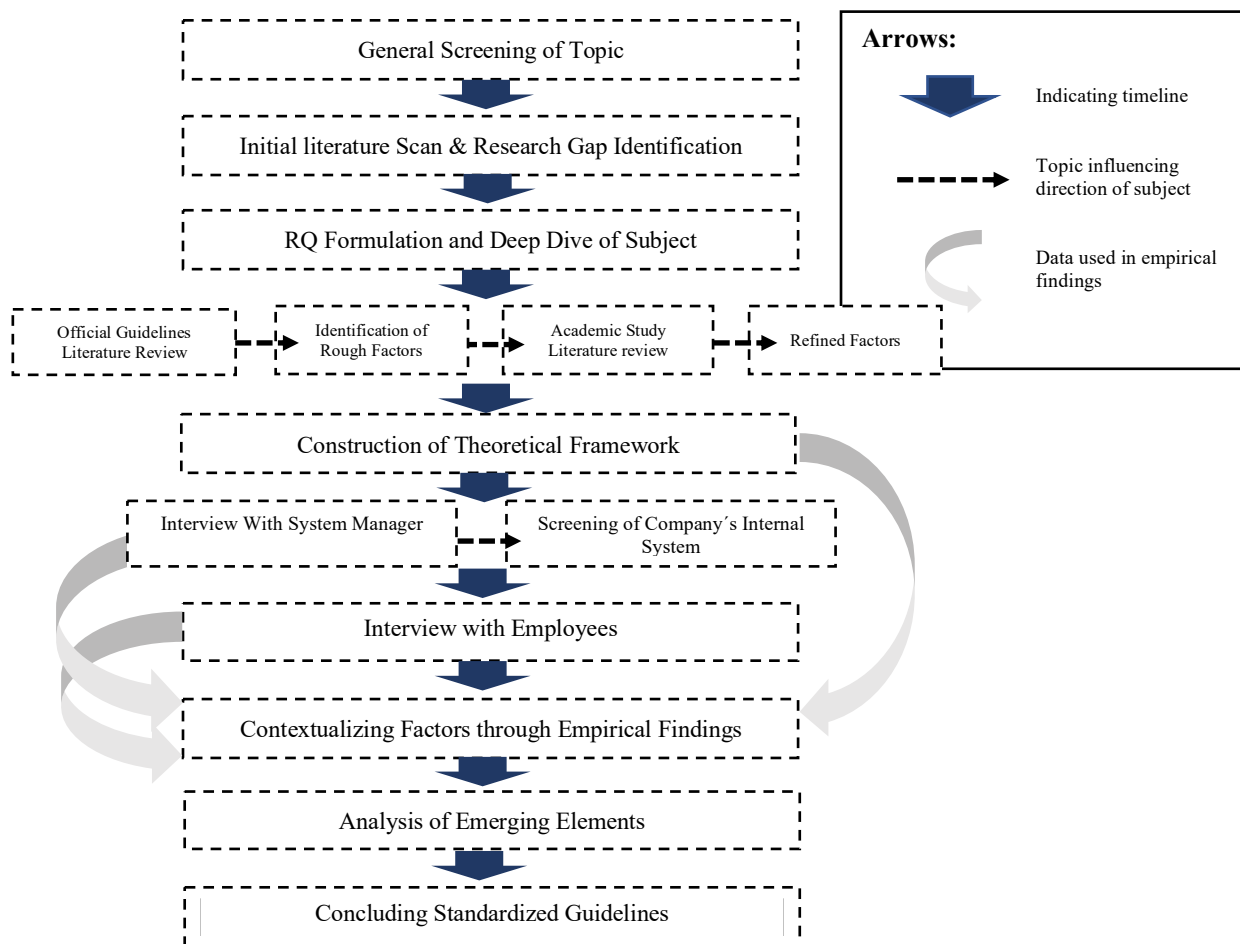 General Screening of Topic
Arrows:
Indicating timeline
Initial literature Scan & Research Gap Identification
Topic influencing
direction of subject
RQ Formulation and Deep Dive of Subject
Data used in empirical
findings
Official Guidelines
Literature Review
Identification of
Rough Factors
Academic Study
Literature review
Refined Factors
Construction of Theoretical Framework
Interview With System Manager
Screening of Company´s Internal
System
Interview with Employees
Contextualizing Factors through Empirical Findings
Analysis of Emerging Elements
Concluding Standardized Guidelines